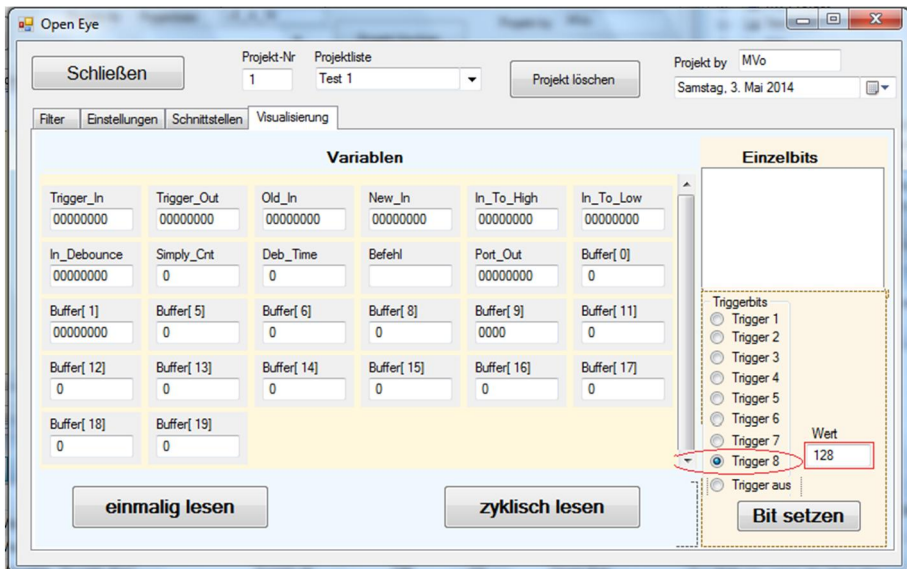 Open Eye
Schließen
Projekt-Nr
1
Projektliste
Test 1
Projekt löschen
Projekt by
MVo
Samstag, 3. Mai 2014
Filter Einstellungen Schnittstellen Visualisierung
Variablen
Einzelbits
Trigger_In Trigger_Out Old_In New_In In_To_High In_To_Low
00000000 00000000 00000000 00000000 00000000 00000000
In_Debounce Simply_Cnt Deb_Time Befehl Port_Out Buffer[ 0]
00000000 0 0 00000000 0
Buffer[ 1] Buffer[ 5] Buffer[ 6] Buffer[ 8] Buffer[ 9] Buffer[ 11]
00000000 0 0 0 0000 0
Buffer[ 12] Buffer[ 13] Buffer[ 14] Buffer[ 15] Buffer[ 16] Buffer[ 17]
0 0 0 0 0 0
Buffer[ 18] Buffer[ 19]
0 0
Triggerbits
Trigger 1
Trigger 2
Trigger 3
Trigger 4
Trigger 5
Trigger 6
Trigger 7
Trigger 8
Trigger aus
Wert
128
einmalig lesen
zyklisch lesen
Bit setzen